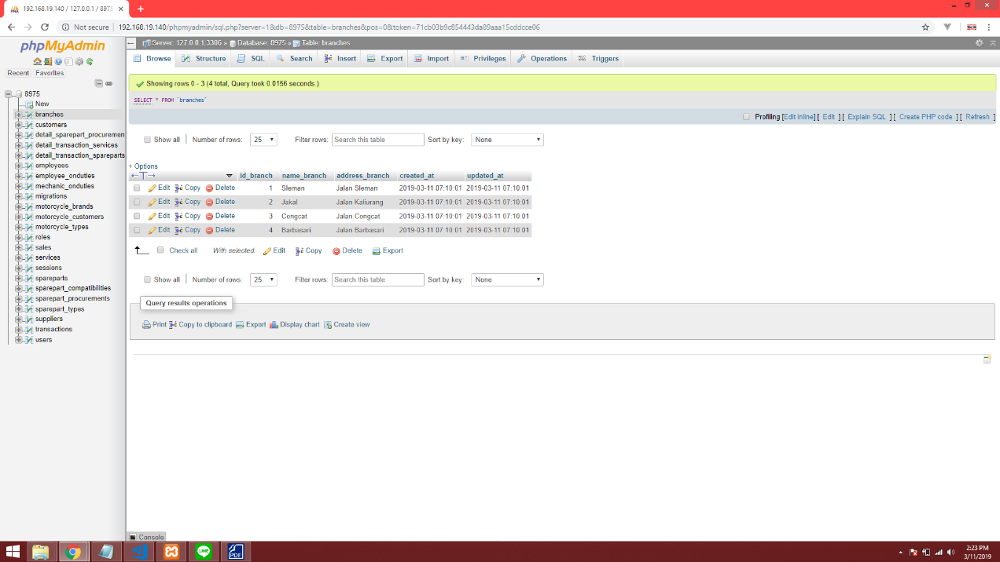 192.168.19.140 / 127.0.0.1 / 8975
Not secure
192.168.19.140/phpmyadmin/sql.php?server=1&db=8975&table=branches&pos=0&token=71cb03b9c854443da89aaa15cddcce06
phpMyAdmin
Recent Favorites
8975
New
branches
customers
detail_sparepart_procuremen
detail_transaction_services
detail_transaction_spareparts
employees
employee_onduties
mechanic_onduties
migrations
motorcycle_brands
motorcycle_customers
motorcycle_types
roles
sales
services
sessions
spareparts
sparepart_compatibilities
sparepart_procurements
sparepart_types
suppliers
transactions
users
Server: 127.0.0.1:3306 » Database: 8975 » Table: branches
Browse Structure SQL Search Insert Export Import Privileges Operations Triggers
Showing rows 0 - 3 (4 total, Query took 0.0156 seconds.)
SELECT * FROM `branches`
Profiling [Edit inline] [ Edit ] [ Explain SQL ] [ Create PHP code ] [ Refresh ]
Show all Number of rows: 25 Filter rows: Search this table Sort by key: None
+ Options
id_branch name_branch address_branch created_at updated_at
Edit Copy Delete 1 Sleman Jalan Sleman 2019-03-11 07:10:01 2019-03-11 07:10:01
Edit Copy Delete 2 Jakal Jalan Kaliurang 2019-03-11 07:10:01 2019-03-11 07:10:01
Edit Copy Delete 3 Congcat Jalan Congcat 2019-03-11 07:10:01 2019-03-11 07:10:01
Edit Copy Delete 4 Barbasari Jalan Barbasari 2019-03-11 07:10:01 2019-03-11 07:10:01
Check all With selected: Edit Copy Delete Export
Show all Number of rows: 25 Filter rows: Search this table Sort by key: None
Query results operations
Print Copy to clipboard Export Display chart Create view
Console
LINE
PDF
2:23 PM
3/11/2019